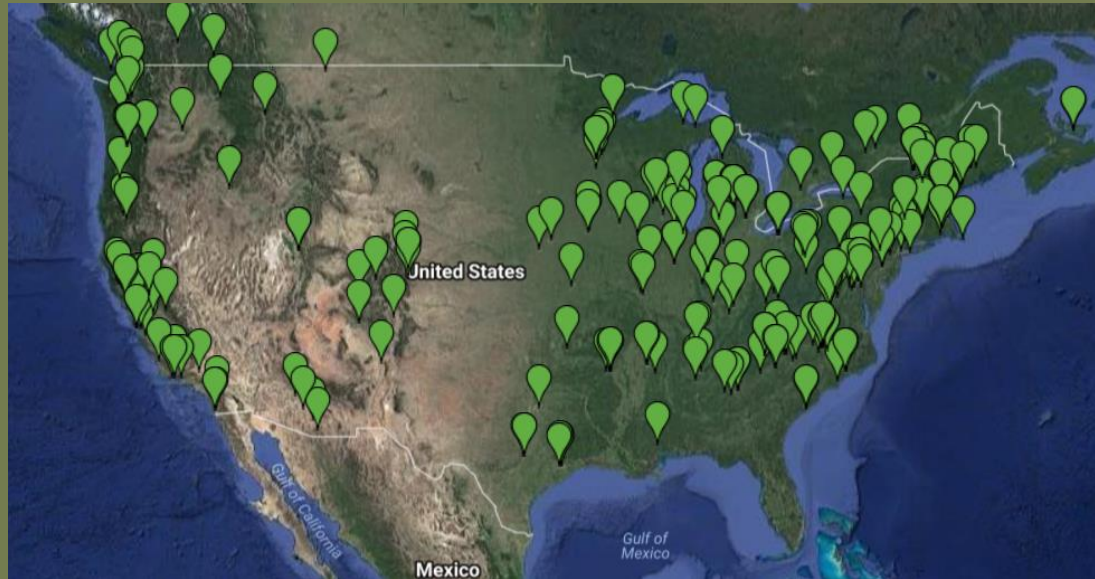 United States
Gulf of California
Gulf of
Mexico
Mexico